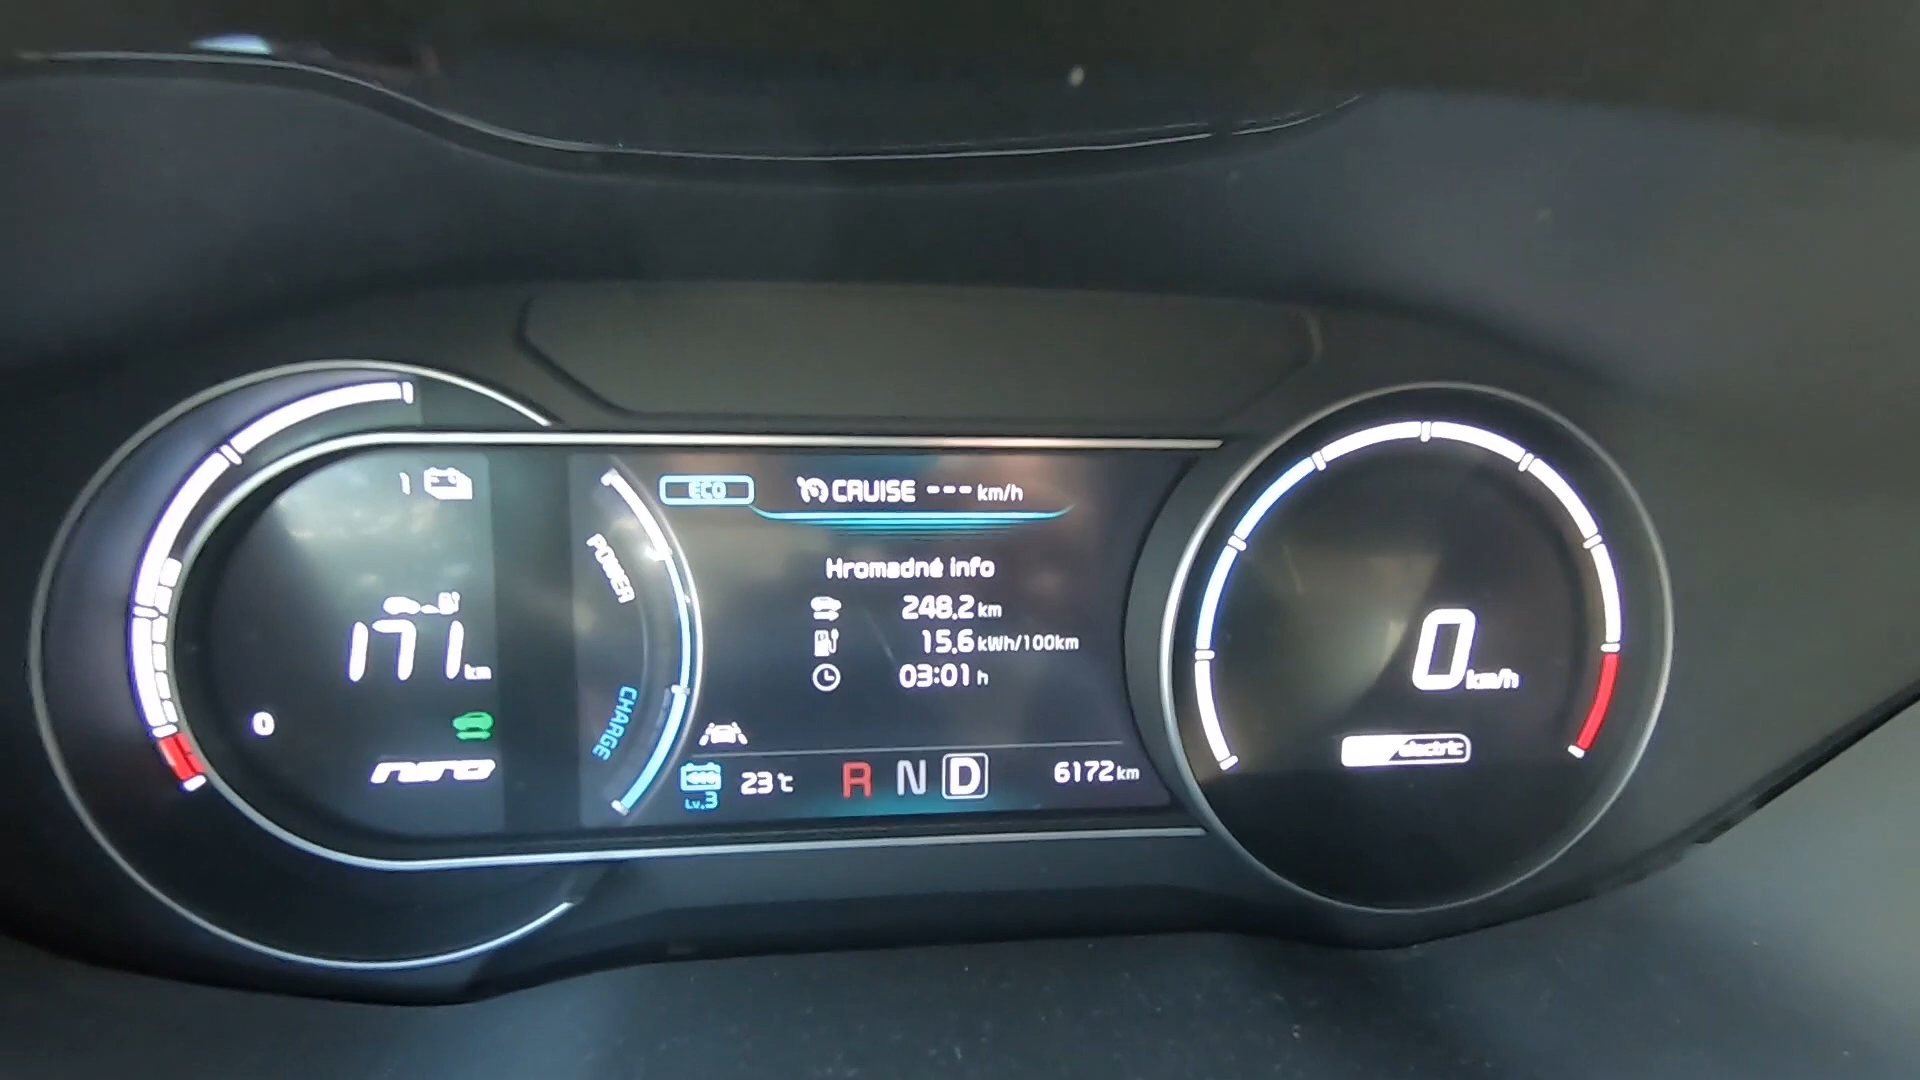 1
171 km
0
niro
POWER
CHARGE
ECO CRUISE --- km/h
Hromadné info
248.2 km
15.6 kWh/100km
03:01 h
Lv.3 23℃ R N D 6172 km
0 km/h
electric